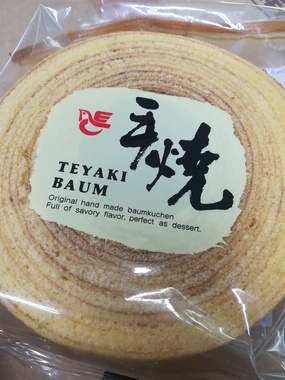 手焼
TEYAKI
BAUM
Original hand made baumkuchen
Full of savory flavor, perfect as dessert.